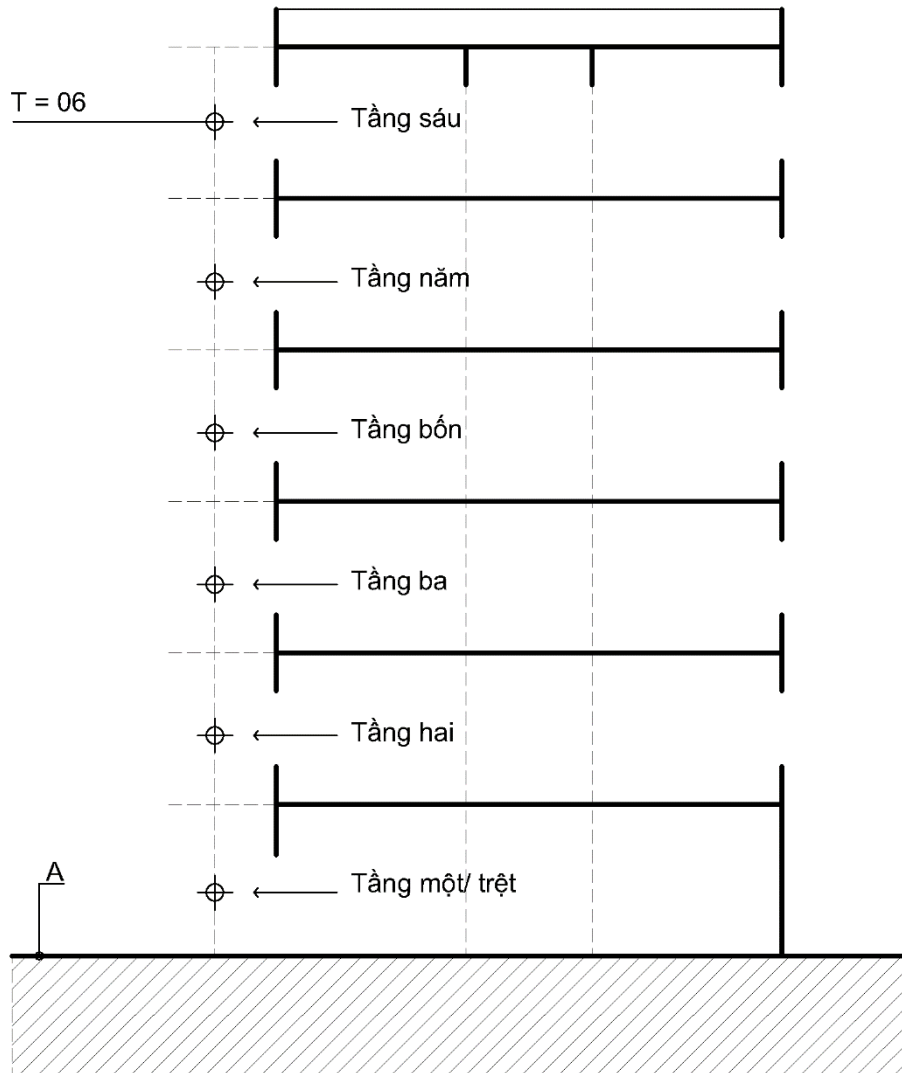 T = 06
Tầng sáu
Tầng năm
Tầng bốn
Tầng ba
Tầng hai
A
Tầng một/ trệt